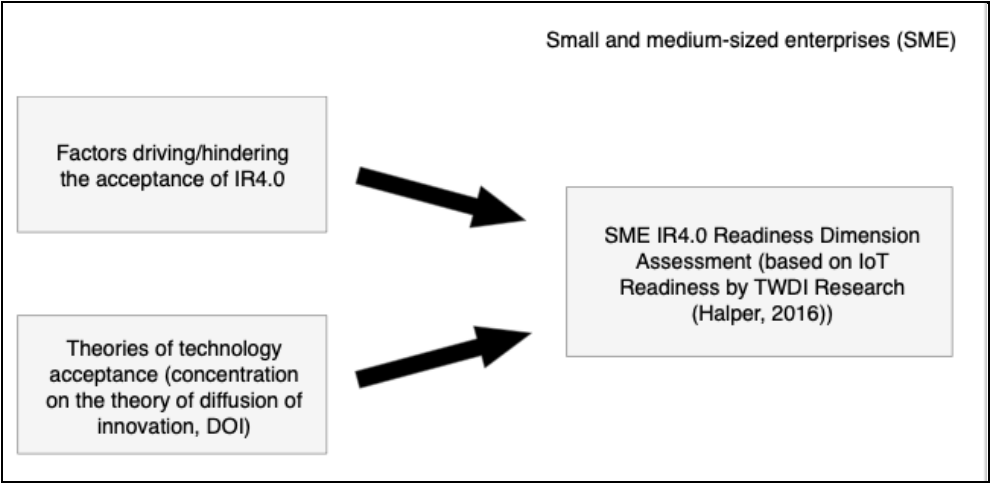 Small and medium-sized enterprises (SME)
Factors driving/hindering
the acceptance of IR4.0
SME IR4.0 Readiness Dimension
Assessment (based on IoT
Readiness by TWDI Research
(Halper, 2016))
Theories of technology
acceptance (concentration
on the theory of diffusion of
innovation, DOI)